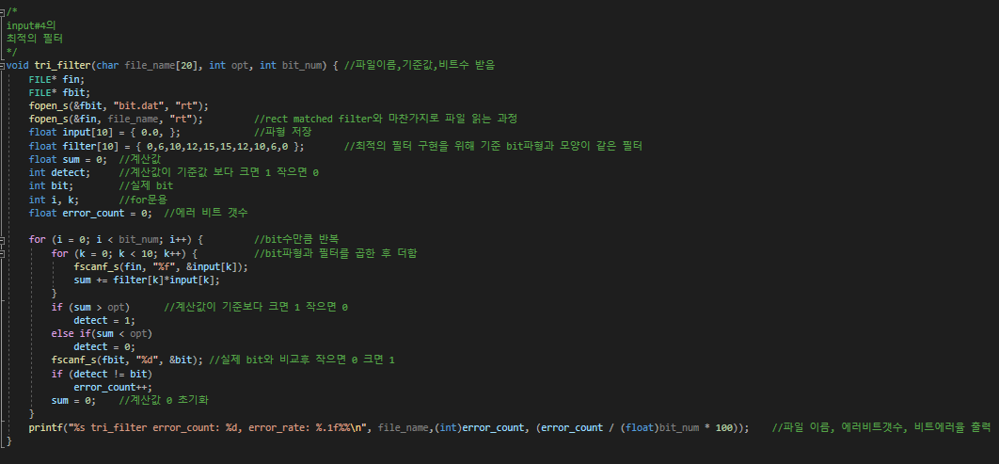 /*
input#4의
최적의 필터
*/
void tri_filter(char file_name[20], int opt, int bit_num) { //파일이름,기준값,비트수 받음
FILE* fin;
FILE* fbit;
fopen_s(&fbit, "bit.dat", "rt");
fopen_s(&fin, file_name, "rt"); //rect matched filter와 마찬가지로 파일 읽는 과정
float input[10] = { 0.0, }; //파형 저장
float filter[10] = { 0,6,10,12,15,15,12,10,6,0 }; //최적의 필터 구현을 위해 기준 bit파형과 모양이 같은 필터
float sum = 0; //계산값
int detect; //계산값이 기준값 보다 크면 1 작으면 0
int bit; //실제 bit
int i, k; //for문용
float error_count = 0; //에러 비트 갯수
for (i = 0; i < bit_num; i++) { //bit수만큼 반복
for (k = 0; k < 10; k++) { //bit파형과 필터를 곱한 후 더함
fscanf_s(fin, "%f", &input[k]);
sum += filter[k]*input[k];
}
if (sum > opt) //계산값이 기준보다 크면 1 작으면 0
detect = 1;
else if(sum < opt)
detect = 0;
fscanf_s(fbit, "%d", &bit); //실제 bit와 비교후 작으면 0 크면 1
if (detect != bit)
error_count++;
sum = 0; //계산값 0 초기화
}
printf("%s tri_filter error_count: %d, error_rate: %.1f%%\n", file_name,(int)error_count, (error_count / (float)bit_num * 100)); //파일 이름, 에러비트갯수, 비트에러율 출력
}